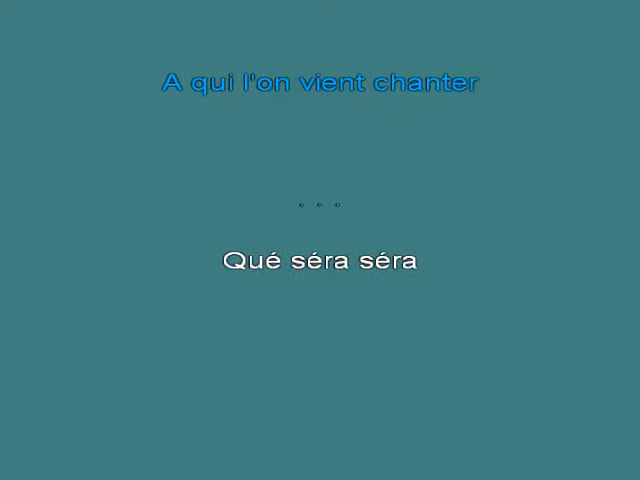 A qui l'on vient chanter
. . .
Qué séra séra